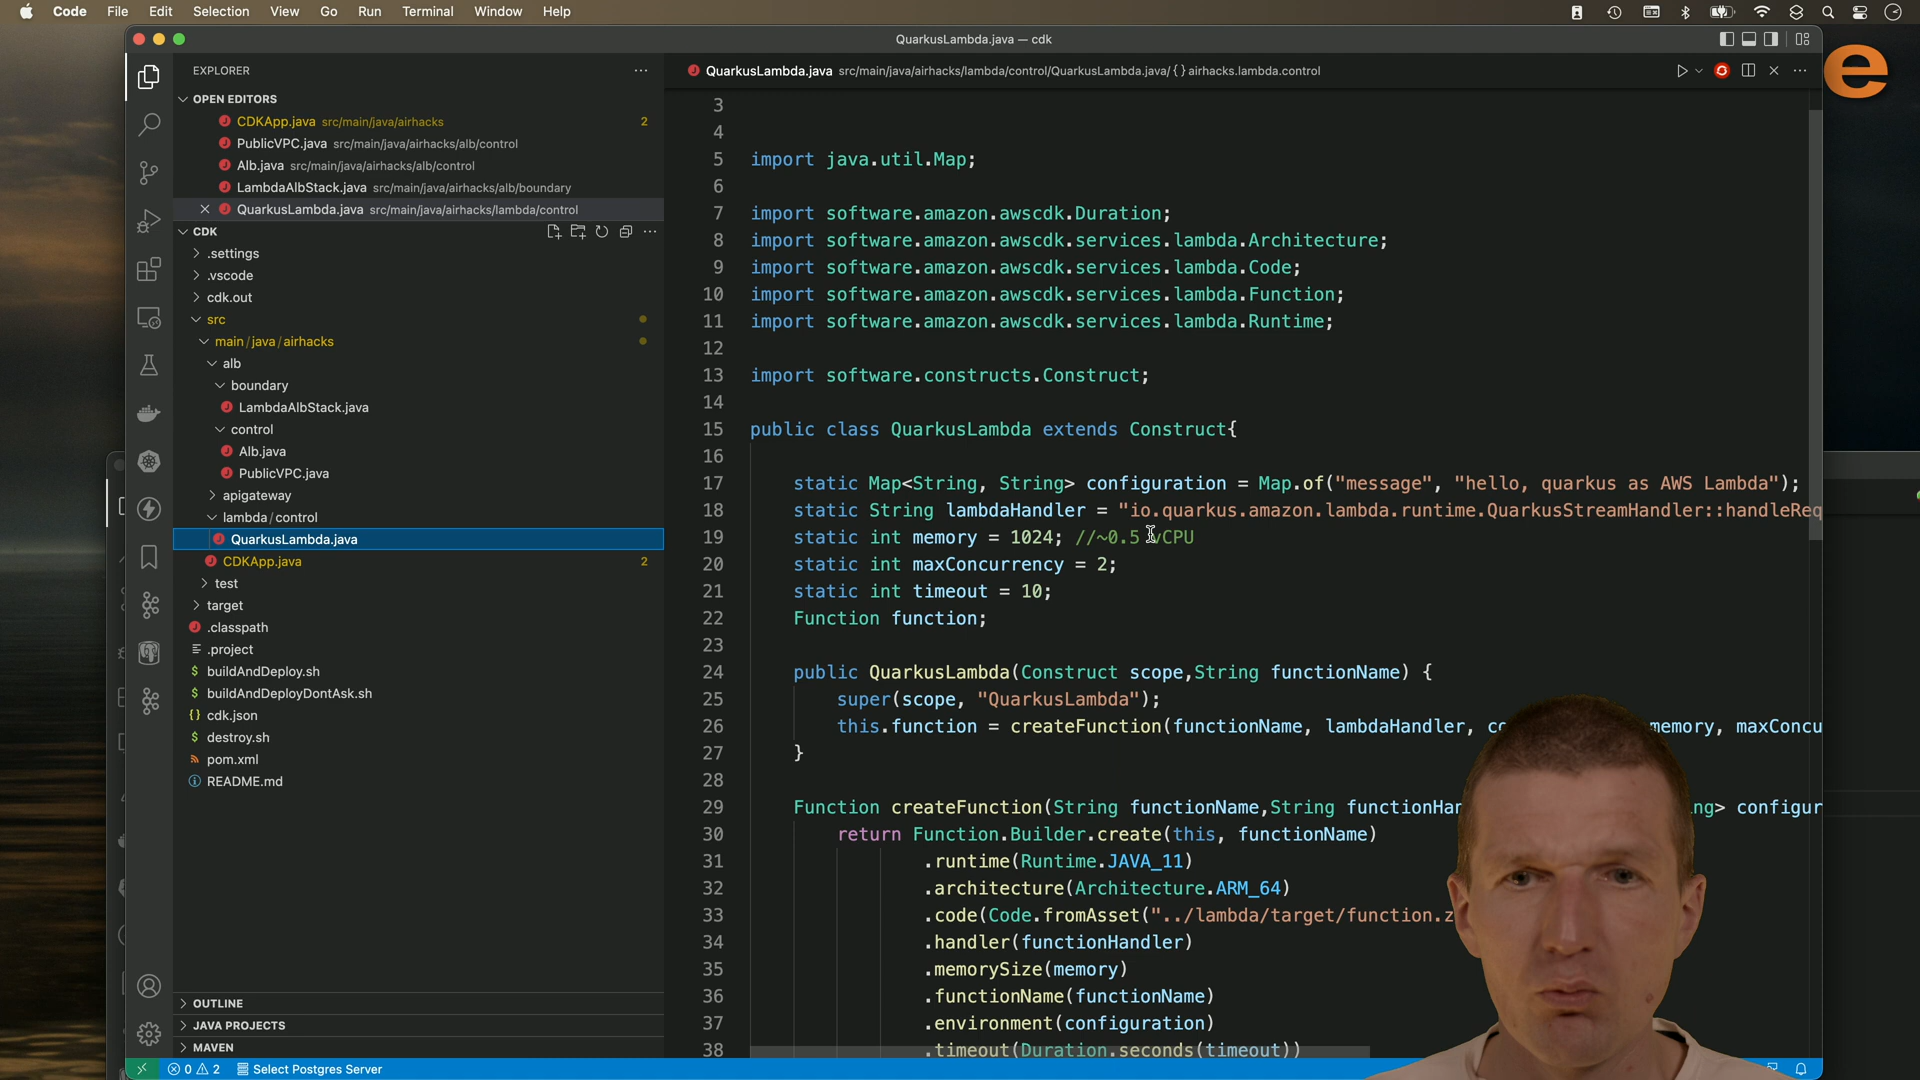 Code File Edit Selection View Go Run Terminal Window Help
QuarkusLambda.java — cdk
EXPLORER
QuarkusLambda.java src/main/java/airhacks/lambda/control/QuarkusLambda.java/ {} airhacks.lambda.control
OPEN EDITORS
CDKApp.java src/main/java/airhacks 2
PublicVPC.java src/main/java/airhacks/alb/control
Alb.java src/main/java/airhacks/alb/control
LambdaAlbStack.java src/main/java/airhacks/alb/boundary
QuarkusLambda.java src/main/java/airhacks/lambda/control
CDK
.settings
.vscode
cdk.out
src
main/java/airhacks
alb
boundary
LambdaAlbStack.java
control
Alb.java
PublicVPC.java
apigateway
lambda/control
QuarkusLambda.java
CDKApp.java 2
test
target
.classpath
.project
$ buildAndDeploy.sh
$ buildAndDeployDontAsk.sh
{} cdk.json
$ destroy.sh
pom.xml
README.md
OUTLINE
JAVA PROJECTS
MAVEN
3
4
5 import java.util.Map;
6
7 import software.amazon.awscdk.Duration;
8 import software.amazon.awscdk.services.lambda.Architecture;
9 import software.amazon.awscdk.services.lambda.Code;
10 import software.amazon.awscdk.services.lambda.Function;
11 import software.amazon.awscdk.services.lambda.Runtime;
12
13 import software.constructs.Construct;
14
15 public class QuarkusLambda extends Construct{
16
17 static Map<String, String> configuration = Map.of("message", "hello, quarkus as AWS Lambda");
18 static String lambdaHandler = "io.quarkus.amazon.lambda.runtime.QuarkusStreamHandler::handleReq
19 static int memory = 1024; //~0.5 vCPU
20 static int maxConcurrency = 2;
21 static int timeout = 10;
22 Function function;
23
24 public QuarkusLambda(Construct scope,String functionName) {
25 super(scope, "QuarkusLambda");
26 this.function = createFunction(functionName, lambdaHandler, co memory, maxConcu
27 }
28
29 Function createFunction(String functionName,String functionHan ng> configur
30 return Function.Builder.create(this, functionName)
31 .runtime(Runtime.JAVA_11)
32 .architecture(Architecture.ARM_64)
33 .code(Code.fromAsset("../lambda/target/function.z
34 .handler(functionHandler)
35 .memorySize(memory)
36 .functionName(functionName)
37 .environment(configuration)
38 .timeout(Duration.seconds(timeout))
0 2 Select Postgres Server
e